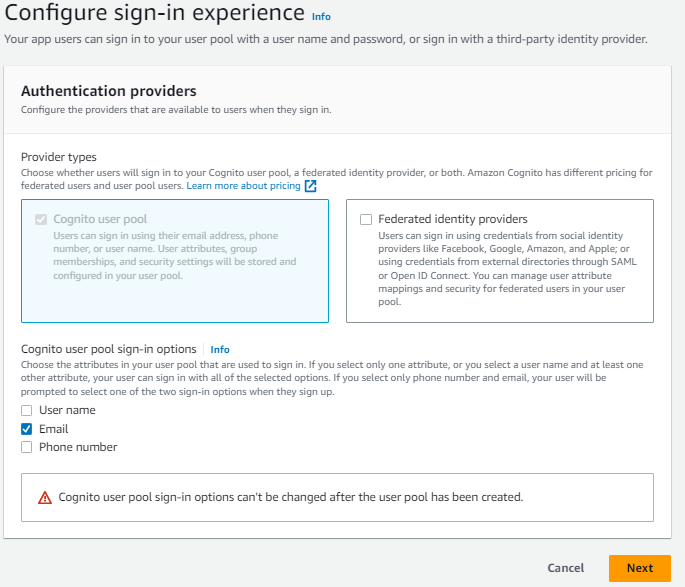 Configure sign-in experience Info
Your app users can sign in to your user pool with a user name and password, or sign in with a third-party identity provider.
Authentication providers
Configure the providers that are available to users when they sign in.
Provider types
Choose whether users will sign in to your Cognito user pool, a federated identity provider, or both. Amazon Cognito has different pricing for
federated users and user pool users. Learn more about pricing
Cognito user pool
Users can sign in using their email address, phone
number, or user name. User attributes, group
memberships, and security settings will be stored and
configured in your user pool.
Federated identity providers
Users can sign in using credentials from social identity
providers like Facebook, Google, Amazon, and Apple; or
using credentials from external directories through SAML
or Open ID Connect. You can manage user attribute
mappings and security for federated users in your user
pool.
Cognito user pool sign-in options Info
Choose the attributes in your user pool that are used to sign in. If you select only one attribute, or you select a user name and at least one
other attribute, your user can sign in with all of the selected options. If you select only phone number and email, your user will be
prompted to select one of the two sign-in options when they sign up.
User name
Email
Phone number
Cognito user pool sign-in options can't be changed after the user pool has been created.
Cancel Next